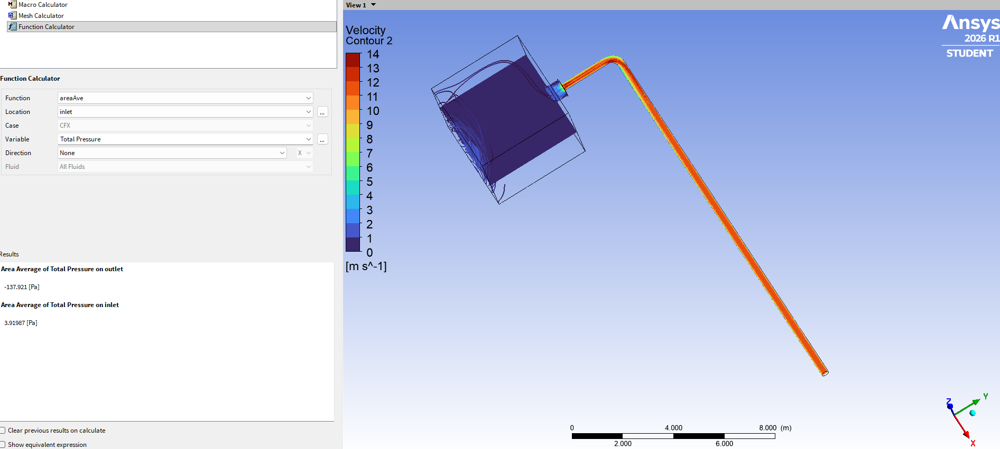 Macro Calculator
Mesh Calculator
Function Calculator
Function Calculator
Function areaAve
Location inlet ...
Case CFX
Variable Total Pressure ...
Direction None X
Fluid All Fluids
Results
Area Average of Total Pressure on outlet
-137.921 [Pa]
Area Average of Total Pressure on inlet
3.91987 [Pa]
Clear previous results on calculate
Show equivalent expression
View 1
Velocity
Contour 2
14
13
12
11
10
9
8
7
6
5
4
3
2
1
0
[m s^-1]
Ansys
2026 R1
STUDENT
0 4.000 8.000 (m)
2.000 6.000
Z
Y
X